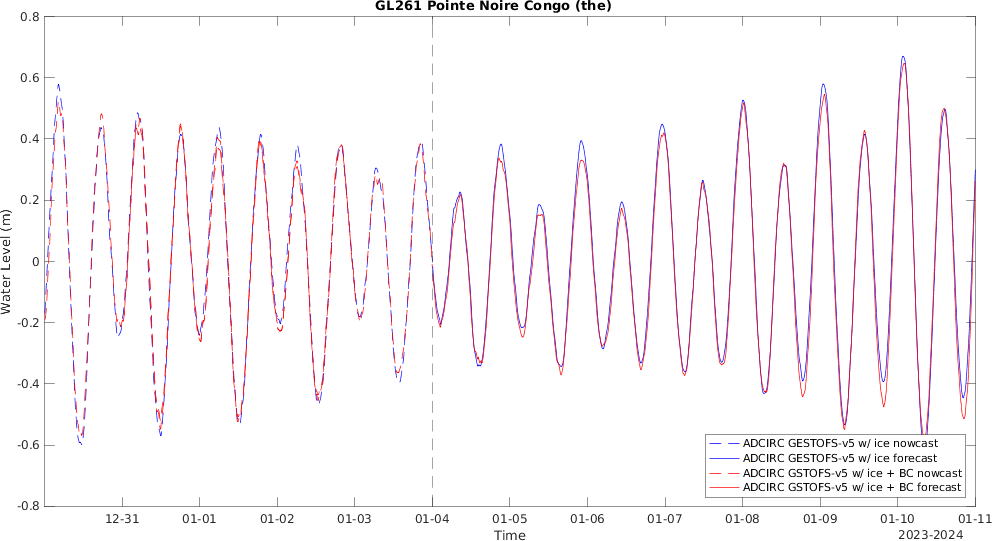 GL261 Pointe Noire Congo (the)
0.8
0.6
0.4
0.2
0
-0.2
-0.4
-0.6
-0.8
Water Level (m)
ADCIRC GESTOFS-v5 w/ ice nowcast
ADCIRC GESTOFS-v5 w/ ice forecast
ADCIRC GSTOFS-v5 w/ ice + BC nowcast
ADCIRC GSTOFS-v5 w/ ice + BC forecast
12-31 01-01 01-02 01-03 01-04 01-05 01-06 01-07 01-08 01-09 01-10 01-11
Time
2023-2024